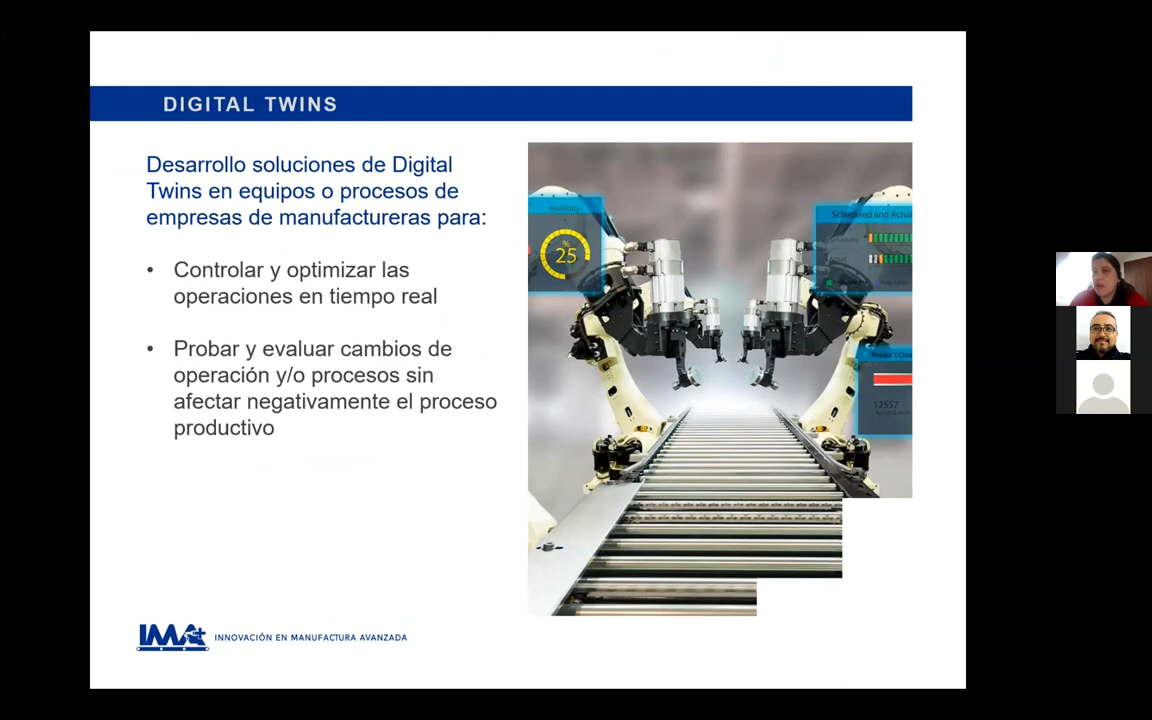 DIGITAL TWINS
Desarrollo soluciones de Digital
Twins en equipos o procesos de
empresas de manufactureras para:
• Controlar y optimizar las
operaciones en tiempo real
• Probar y evaluar cambios de
operación y/o procesos sin
afectar negativamente el proceso
productivo
Humidity
%
25
Scheduled and Actua
Product Qua
12557
IMA+
INNOVACIÓN EN MANUFACTURA AVANZADA